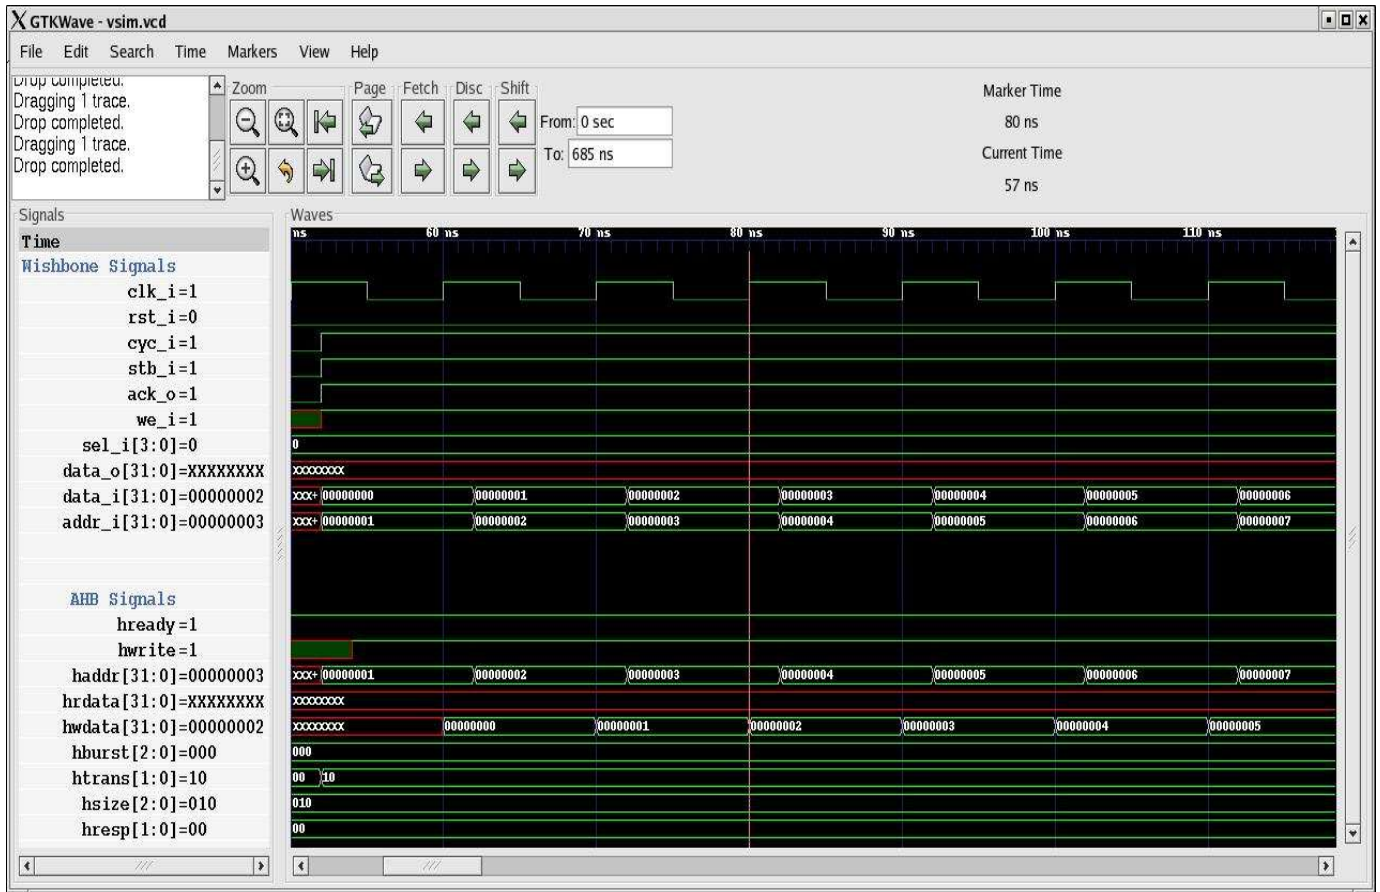 GTKWave - vsim.vcd
File Edit Search Time Markers View Help
Drop completed.
Dragging 1 trace.
Drop completed.
Dragging 1 trace.
Drop completed.
Zoom Page Fetch Disc Shift
From: 0 sec
To: 685 ns
Marker Time
80 ns
Current Time
57 ns
Signals
Waves
Time
ns 60 ns 70 ns 80 ns 90 ns 100 ns 110 ns
Wishbone Signals
clk_i=1
rst_i=0
cyc_i=1
stb_i=1
ack_o=1
we_i=1
sel_i[3:0]=0 0
data_o[31:0]=XXXXXXXX xxxxxxxx
data_i[31:0]=00000002 xxx+ 00000000 00000001 00000002 00000003 00000004 00000005 00000006
addr_i[31:0]=00000003 xxx+ 00000001 00000002 00000003 00000004 00000005 00000006 00000007
AHB Signals
hready=1
hwrite=1
haddr[31:0]=00000003 xxx+ 00000001 00000002 00000003 00000004 00000005 00000006 00000007
hrdata[31:0]=XXXXXXXX xxxxxxxx
hwdata[31:0]=00000002 xxxxxxxx 00000000 00000001 00000002 00000003 00000004 00000005
hburst[2:0]=000 000
htrans[1:0]=10 00 10
hsize[2:0]=010 010
hresp[1:0]=00 00